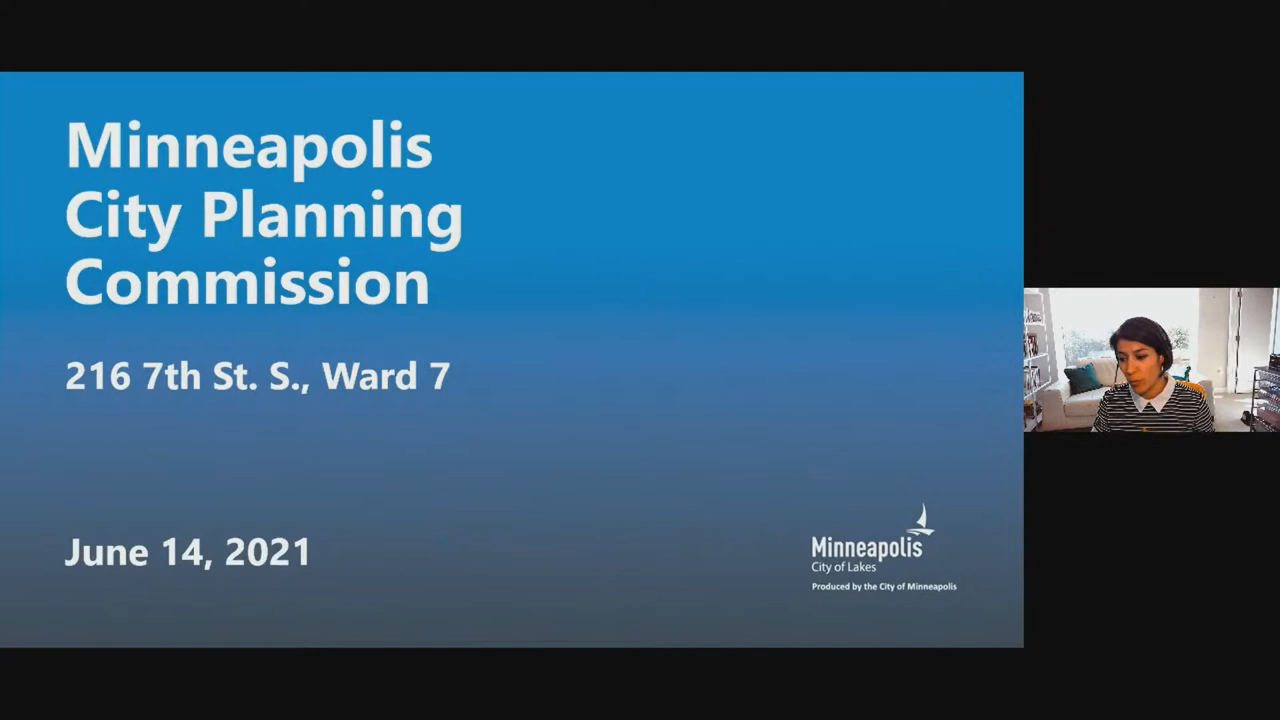 Minneapolis
City Planning
Commission
216 7th St. S., Ward 7
June 14, 2021
Minneapolis
City of Lakes
Produced by the City of Minneapolis